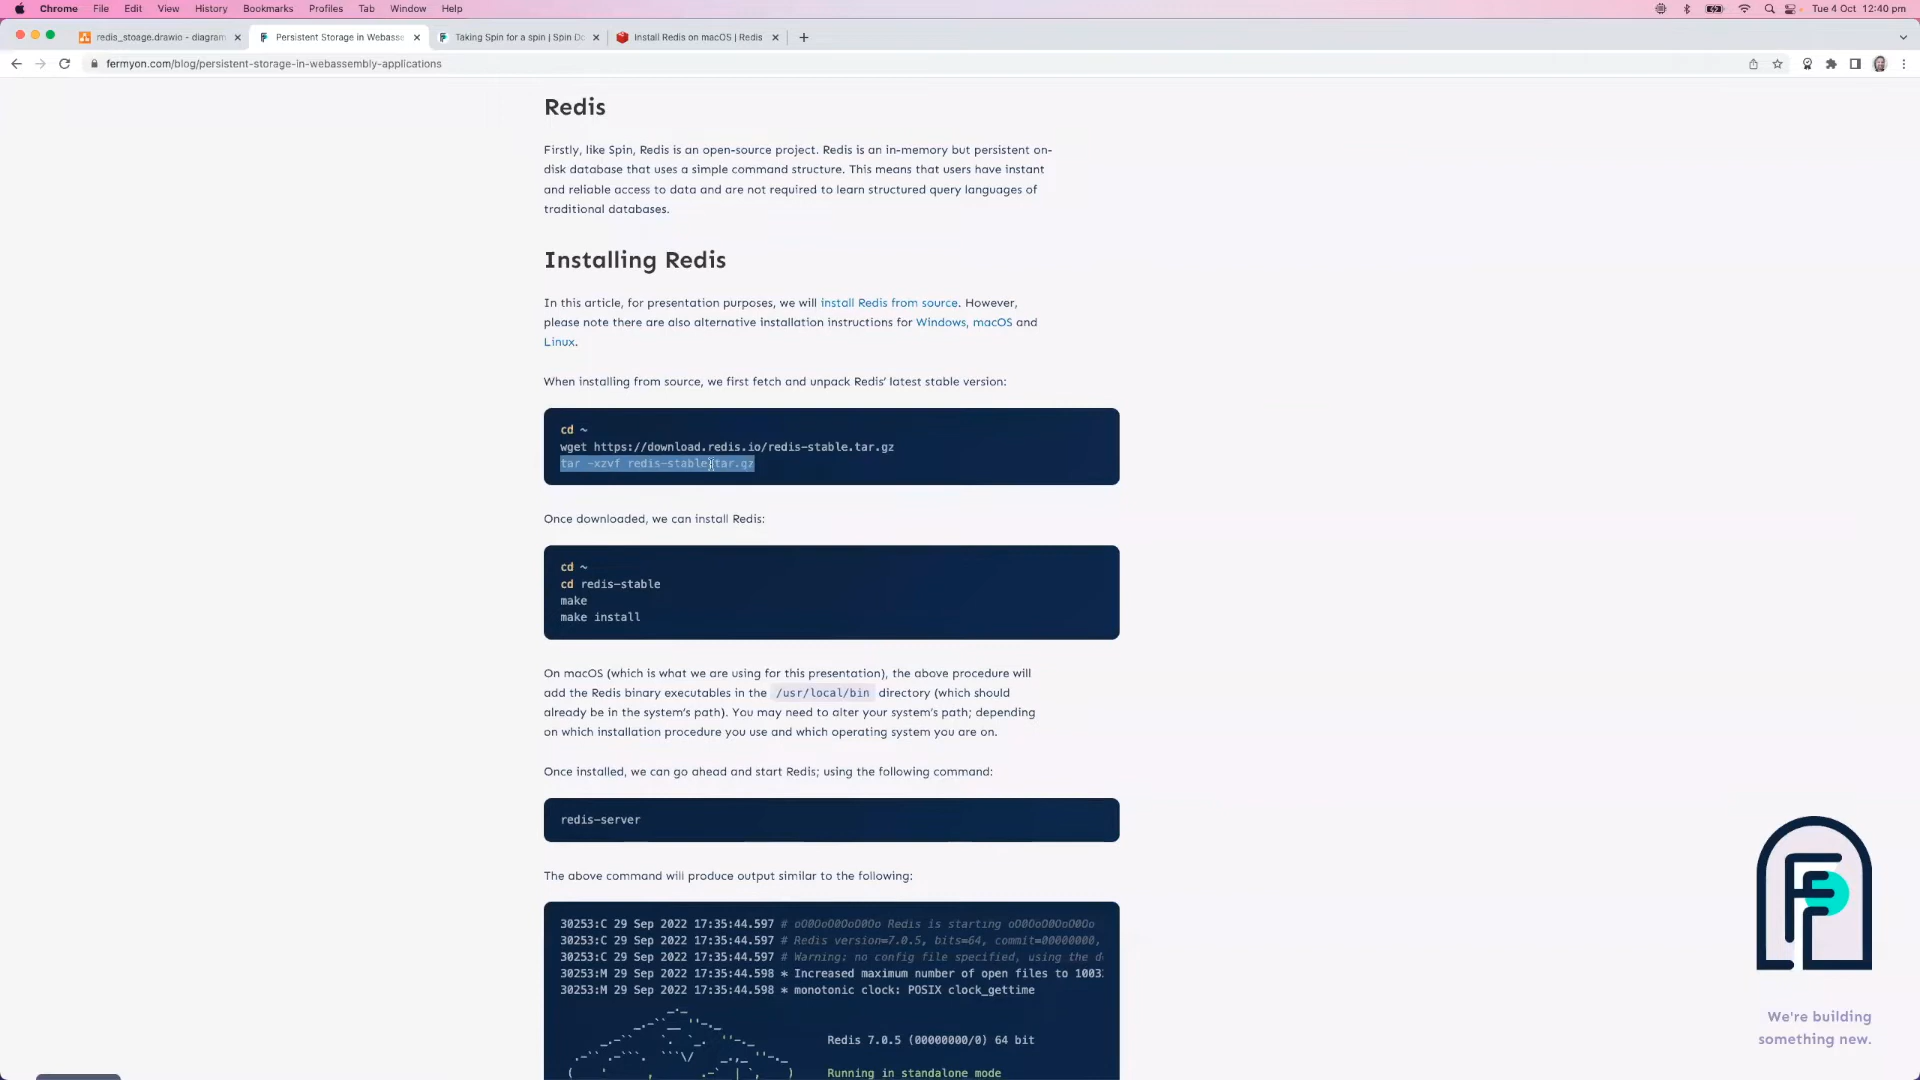 Chrome File Edit View History Bookmarks Profiles Tab Window Help Tue 4 Oct 12:40 pm
redis_stoage.drawio - diagram Persistent Storage in Webasse Taking Spin for a spin | Spin Do Install Redis on macOS | Redis
fermyon.com/blog/persistent-storage-in-webassembly-applications
Redis
Firstly, like Spin, Redis is an open-source project. Redis is an in-memory but persistent on-
disk database that uses a simple command structure. This means that users have instant
and reliable access to data and are not required to learn structured query languages of
traditional databases.
Installing Redis
In this article, for presentation purposes, we will install Redis from source. However,
please note there are also alternative installation instructions for Windows, macOS and
Linux.
When installing from source, we first fetch and unpack Redis’ latest stable version:
cd ~
wget https://download.redis.io/redis-stable.tar.gz
tar -xzvf redis-stable.tar.gz
Once downloaded, we can install Redis:
cd ~
cd redis-stable
make
make install
On macOS (which is what we are using for this presentation), the above procedure will
add the Redis binary executables in the /usr/local/bin directory (which should
already be in the system’s path). You may need to alter your system’s path; depending
on which installation procedure you use and which operating system you are on.
Once installed, we can go ahead and start Redis; using the following command:
redis-server
The above command will produce output similar to the following:
30253:C 29 Sep 2022 17:35:44.597 # oO0OoO0OoO0Oo Redis is starting oO0OoO0OoO0Oo
30253:C 29 Sep 2022 17:35:44.597 # Redis version=7.0.5, bits=64, commit=00000000,
30253:C 29 Sep 2022 17:35:44.597 # Warning: no config file specified, using the d
30253:M 29 Sep 2022 17:35:44.598 * Increased maximum number of open files to 1003
30253:M 29 Sep 2022 17:35:44.598 * monotonic clock: POSIX clock_gettime
Redis 7.0.5 (00000000/0) 64 bit
Running in standalone mode
We're building
something new.